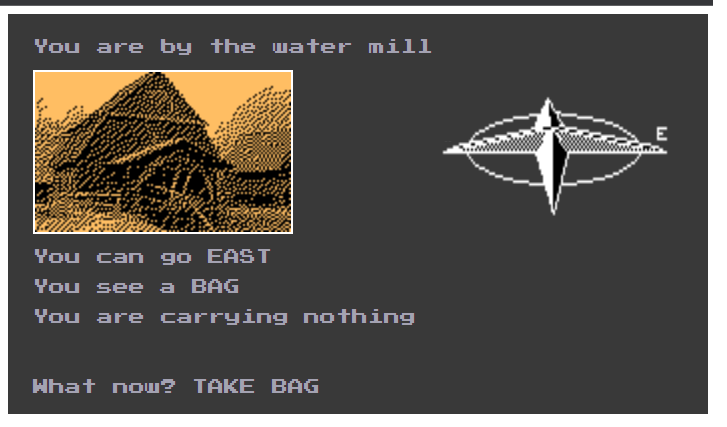 You are by the water mill
E
You can go EAST
You see a BAG
You are carrying nothing
What now? TAKE BAG